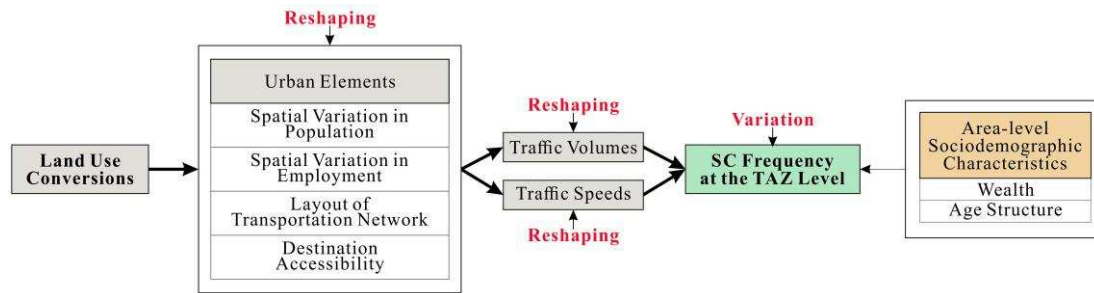 Reshaping
Urban Elements
Spatial Variation in
Population
Spatial Variation in
Employment
Layout of
Transportation Network
Destination
Accessibility
Land Use
Conversions
Reshaping
Traffic Volumes
Traffic Speeds
Reshaping
Variation
SC Frequency
at the TAZ Level
Area-level
Sociodemographic
Characteristics
Wealth
Age Structure